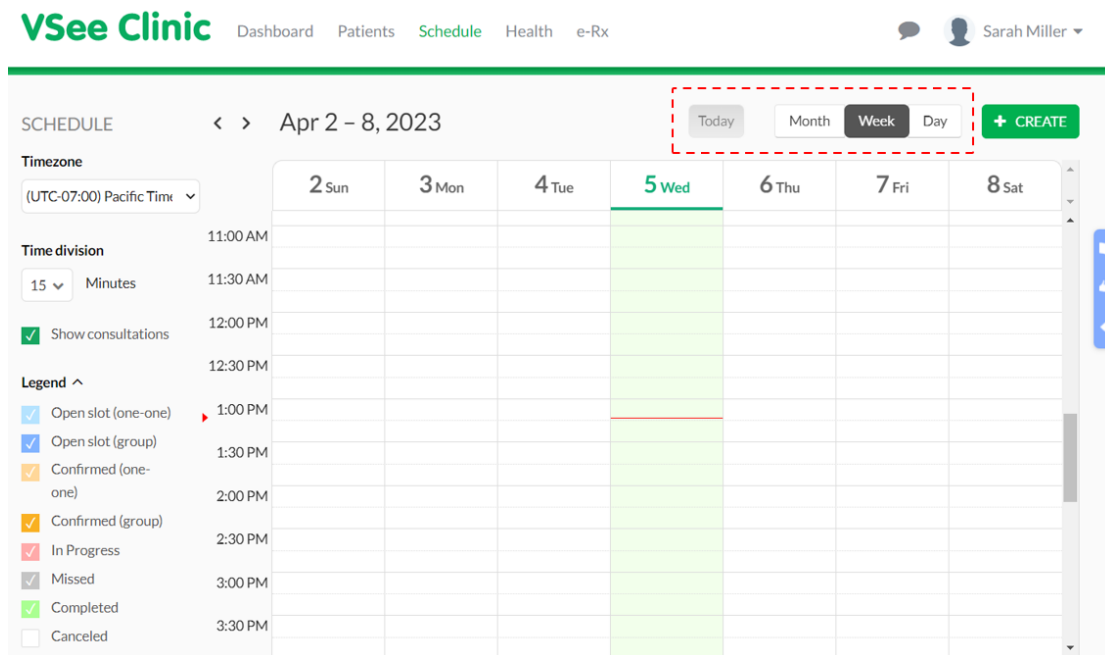 VSee Clinic Dashboard Patients Schedule Health e-Rx Sarah Miller
SCHEDULE Apr 2 – 8, 2023 Today Month Week Day + CREATE
Timezone
(UTC-07:00) Pacific Time
2 Sun 3 Mon 4 Tue 5 Wed 6 Thu 7 Fri 8 Sat
11:00 AM
Time division
15 Minutes
11:30 AM
12:00 PM
Show consultations
12:30 PM
Legend
1:00 PM
Open slot (one-one)
Open slot (group)
1:30 PM
Confirmed (one-
one)
2:00 PM
Confirmed (group)
2:30 PM
In Progress
Missed
3:00 PM
Completed
3:30 PM
Canceled